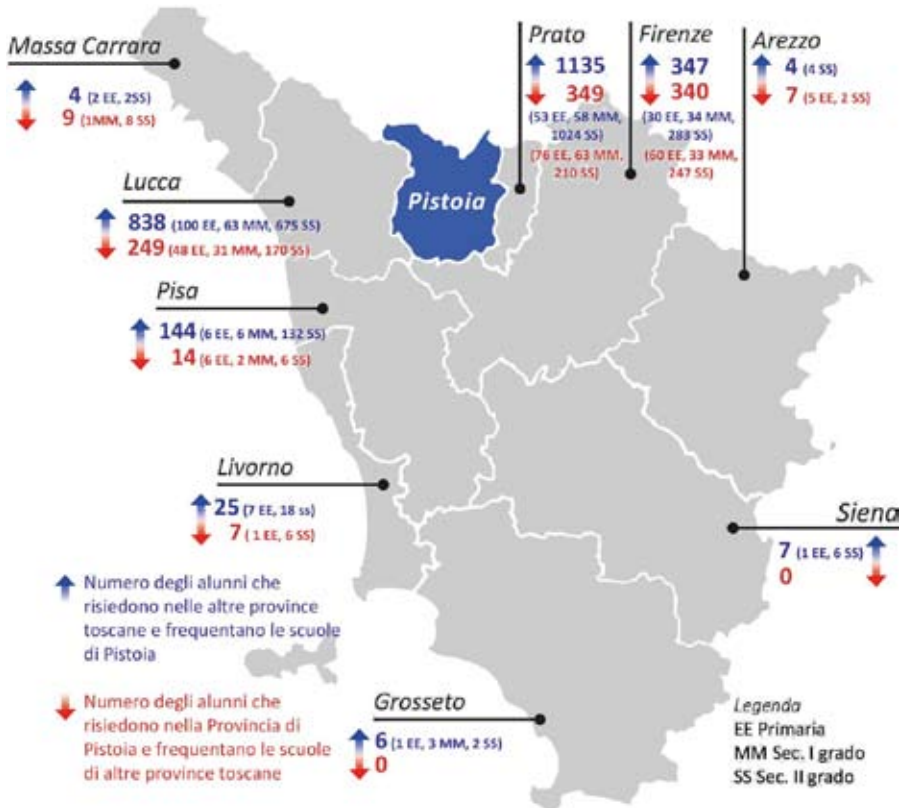 Massa Carrara
4 (2 EE, 2SS)
9 (1MM, 8 SS)
Prato
1135
349
(53 EE, 58 MM,
1024 SS)
(76 EE, 63 MM,
210 SS)
Firenze
347
340
(30 EE, 34 MM,
283 SS)
(60 EE, 33 MM,
247 SS)
Arezzo
4 (4 SS)
7 (5 EE, 2 SS)
Pistoia
Lucca
838 (100 EE, 63 MM, 675 SS)
249 (48 EE, 31 MM, 170 SS)
Pisa
144 (6 EE, 6 MM, 132 SS)
14 (6 EE, 2 MM, 6 SS)
Livorno
25 (7 EE, 18 ss)
7 (1 EE, 6 SS)
Siena
7 (1 EE, 6 SS)
0
Numero degli alunni che
risiedono nelle altre province
toscane e frequentano le scuole
di Pistoia
Numero degli alunni che
risiedono nella Provincia di
Pistoia e frequentano le scuole
di altre province toscane
Grosseto
6 (1 EE, 3 MM, 2 SS)
0
Legenda
EE Primaria
MM Sec. I grado
SS Sec. II grado